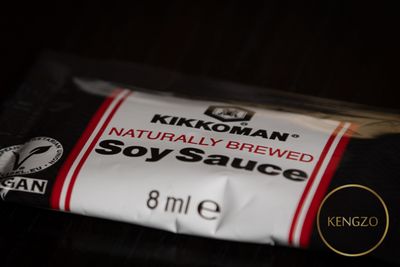 KIKKOMAN®
NATURALLY BREWED
Soy Sauce
8 ml ℮
GAN
KENGZO